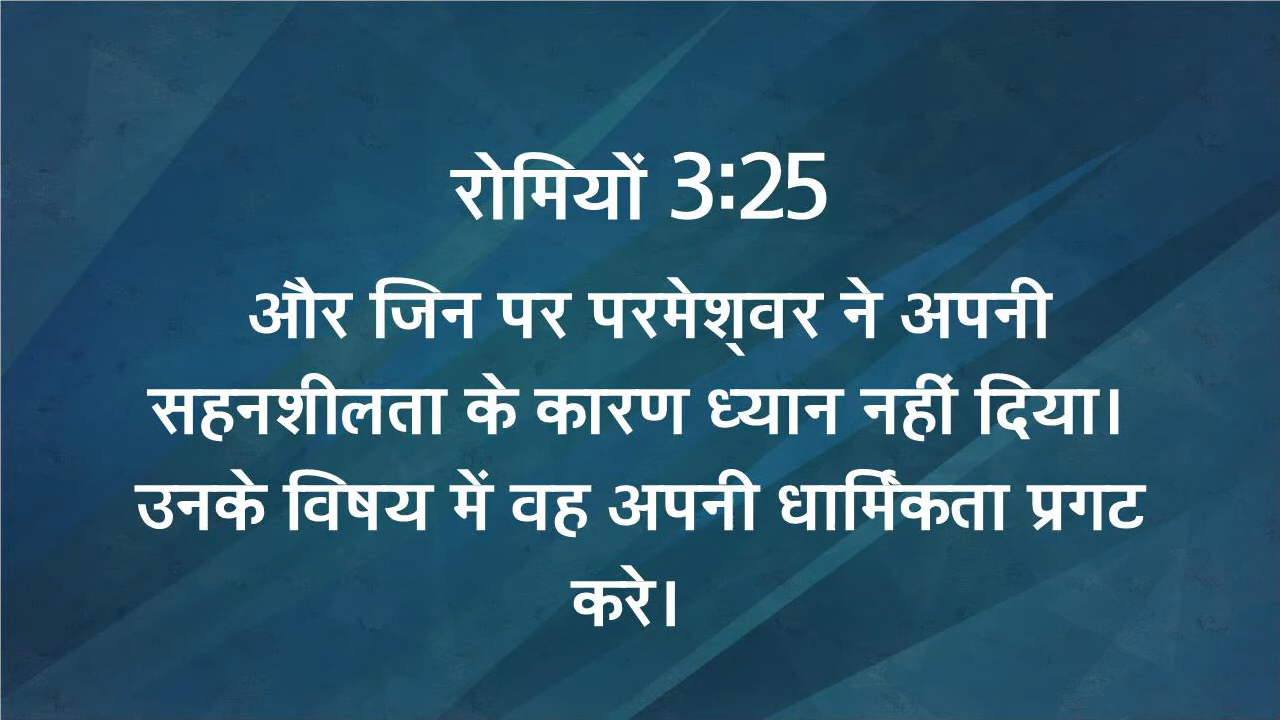 रोमियों 3:25
और जिन पर परमेश्‍वर ने अपनी
सहनशीलता के कारण ध्यान नहीं दिया।
उनके विषय में वह अपनी धार्मिंकता प्रगट
करे।